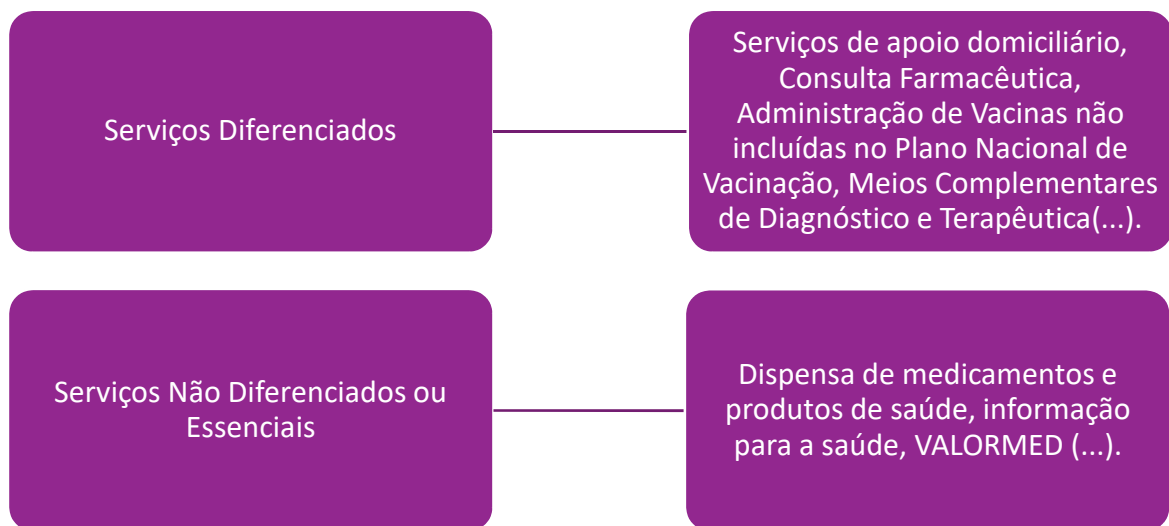 Serviços Diferenciados
Serviços de apoio domiciliário,
Consulta Farmacêutica,
Administração de Vacinas não
incluídas no Plano Nacional de
Vacinação, Meios Complementares
de Diagnóstico e Terapêutica(...).
Serviços Não Diferenciados ou
Essenciais
Dispensa de medicamentos e
produtos de saúde, informação
para a saúde, VALORMED (...).